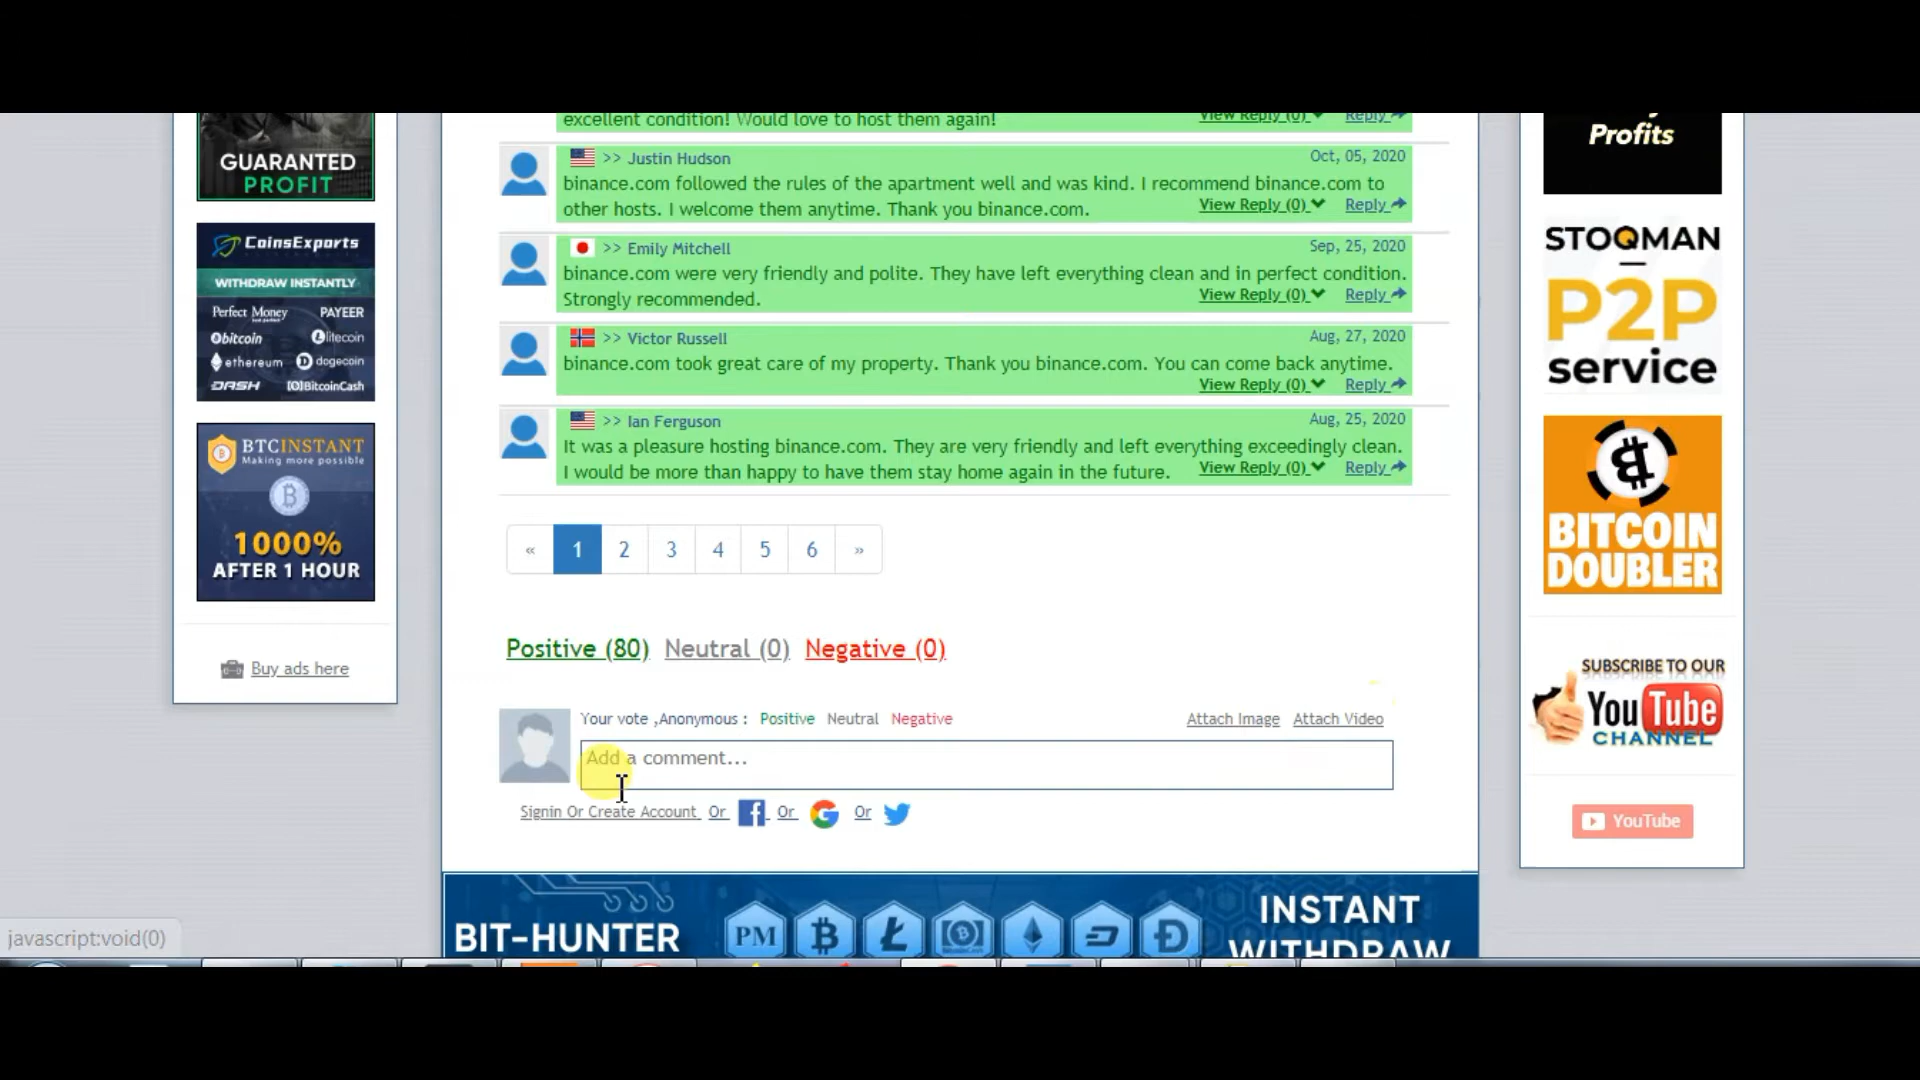 GUARANTED
PROFIT
CoinsExports
WITHDRAW INSTANTLY
Perfect Money PAYEER
bitcoin litecoin
ethereum dogecoin
DASH BitcoinCash
BTCINSTANT
Making more possible
1000%
AFTER 1 HOUR
Buy ads here
excellent condition! Would love to host them again! View Reply (0) Reply
>> Justin Hudson Oct, 05, 2020
binance.com followed the rules of the apartment well and was kind. I recommend binance.com to
other hosts. I welcome them anytime. Thank you binance.com. View Reply (0) Reply
>> Emily Mitchell Sep, 25, 2020
binance.com were very friendly and polite. They have left everything clean and in perfect condition.
Strongly recommended. View Reply (0) Reply
>> Victor Russell Aug, 27, 2020
binance.com took great care of my property. Thank you binance.com. You can come back anytime.
View Reply (0) Reply
>> Ian Ferguson Aug, 25, 2020
It was a pleasure hosting binance.com. They are very friendly and left everything exceedingly clean.
I would be more than happy to have them stay home again in the future. View Reply (0) Reply
« 1 2 3 4 5 6 »
Positive (80) Neutral (0) Negative (0)
Your vote ,Anonymous : Positive Neutral Negative Attach Image Attach Video
Add a comment...
Signin Or Create Account Or Or Or
BIT-HUNTER PM INSTANT
WITHDRAW
Profits
STOQMAN
P2P
service
BITCOIN
DOUBLER
SUBSCRIBE TO OUR
YouTube
CHANNEL
YouTube
javascript:void(0)